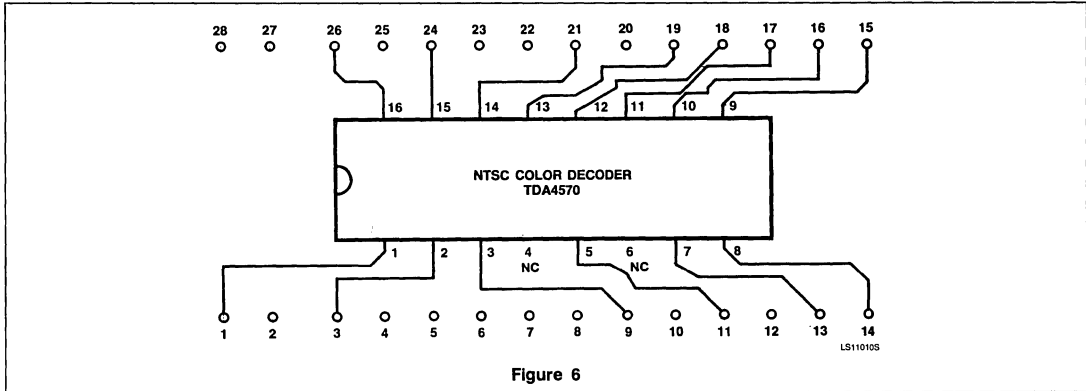 28 27 26 25 24 23 22 21 20 19 18 17 16 15
16 15 14 13 12 11 10 9
NTSC COLOR DECODER
TDA4570
1 2 3 4 5 6 7 8
NC NC
1 2 3 4 5 6 7 8 9 10 11 12 13 14
LS11010S
Figure 6